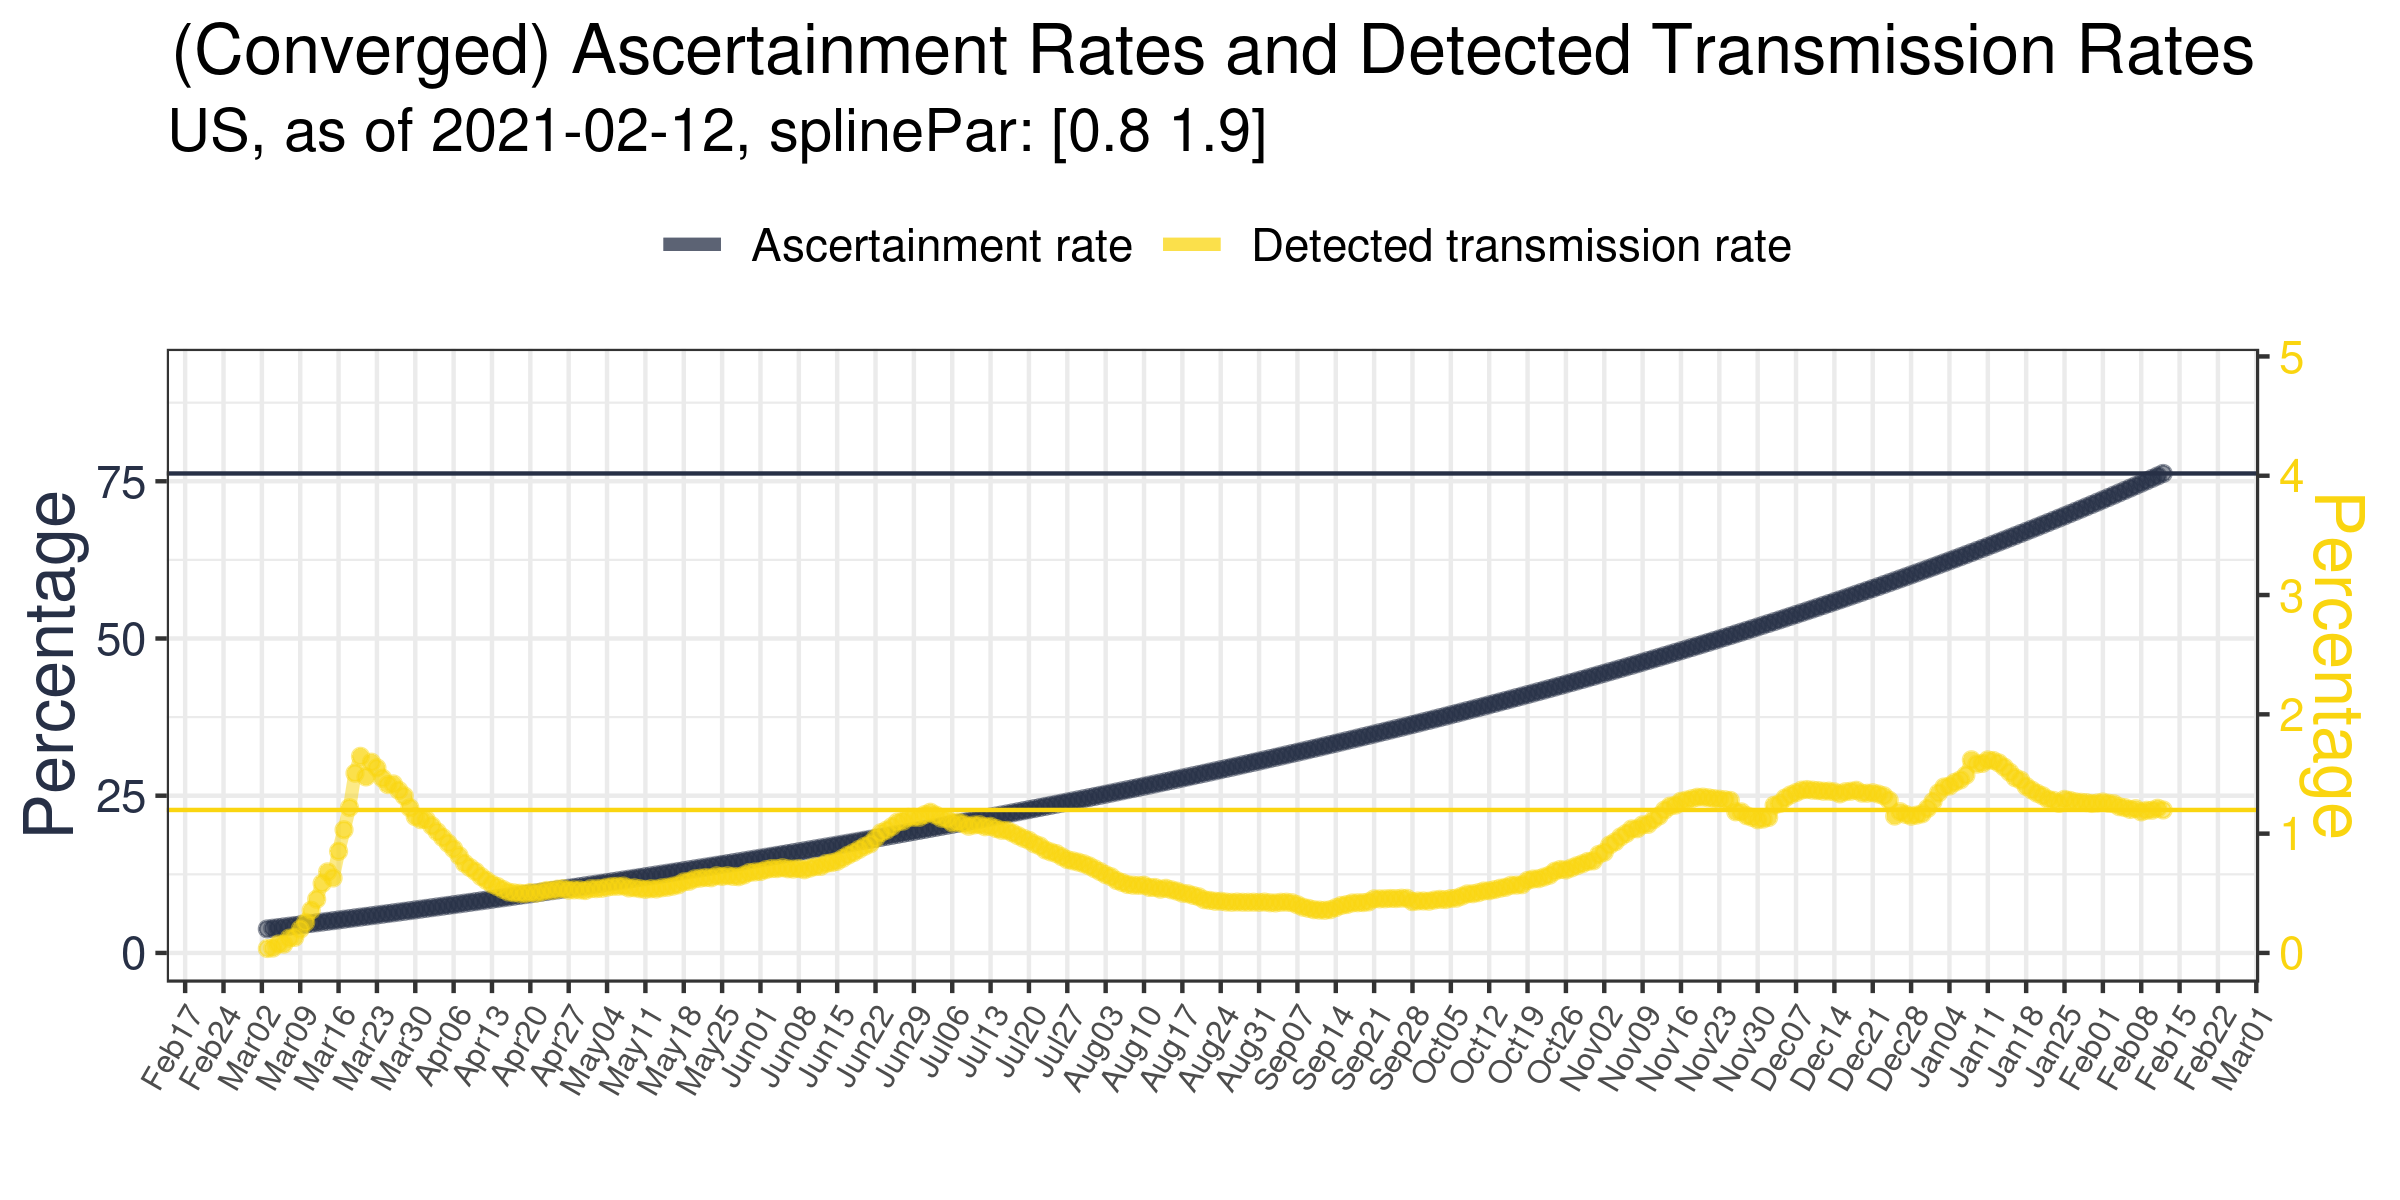 (Converged) Ascertainment Rates and Detected Transmission Rates
US, as of 2021-02-12, splinePar: [0.8 1.9]
Ascertainment rate Detected transmission rate
Percentage
75
50
25
0
5
4
3
2
1
0
Percentage
Feb17 Feb24 Mar02 Mar09 Mar16 Mar23 Mar30 Apr06 Apr13 Apr20 Apr27 May04 May11 May18 May25 Jun01 Jun08 Jun15 Jun22 Jun29 Jul06 Jul13 Jul20 Jul27 Aug03 Aug10 Aug17 Aug24 Aug31 Sep07 Sep14 Sep21 Sep28 Oct05 Oct12 Oct19 Oct26 Nov02 Nov09 Nov16 Nov23 Nov30 Dec07 Dec14 Dec21 Dec28 Jan04 Jan11 Jan18 Jan25 Feb01 Feb08 Feb15 Feb22 Mar01